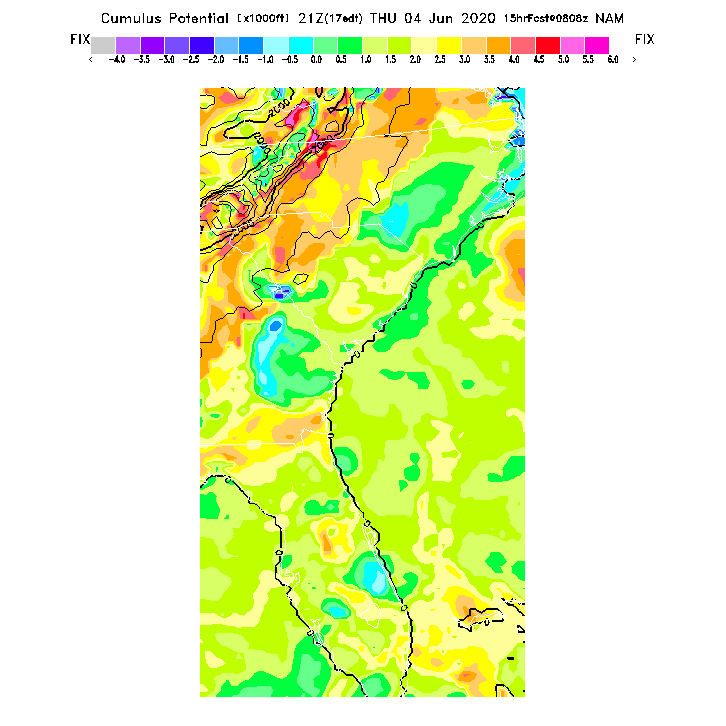 Cumulus Potential [x1000ft] 21Z(17edt) THU 04 Jun 2020 15hrFcst@0808z NAM
FIX FIX
< -4.0 -3.5 -3.0 -2.5 -2.0 -1.5 -1.0 -0.5 0.0 0.5 1.0 1.5 2.0 2.5 3.0 3.5 4.0 4.5 5.0 5.5 6.0 >
2000